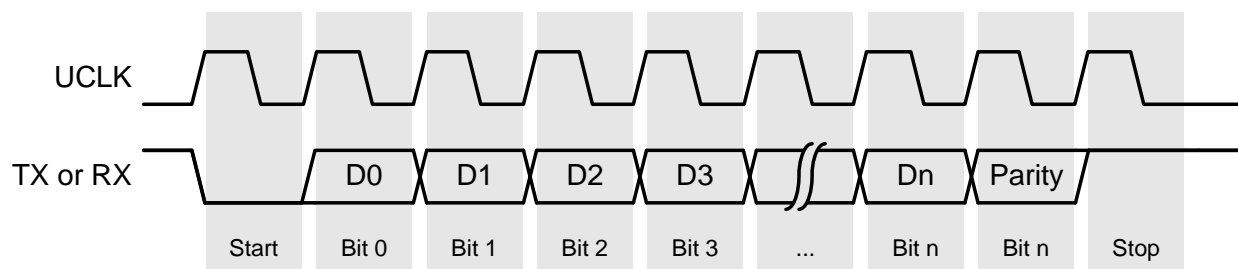 UCLK
TX or RX D0 D1 D2 D3 Dn Parity
Start Bit 0 Bit 1 Bit 2 Bit 3 ... Bit n Bit n Stop